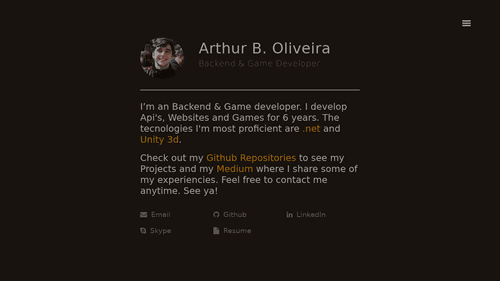 Arthur B. Oliveira
Backend & Game Developer
I'm an Backend & Game developer. I develop
Api's, Websites and Games for 6 years. The
tecnologies I'm most proficient are .net and
Unity 3d.
Check out my Github Repositories to see my
Projects and my Medium where I share some of
my experiencies. Feel free to contact me
anytime. See ya!
Email Github LinkedIn
Skype Resume